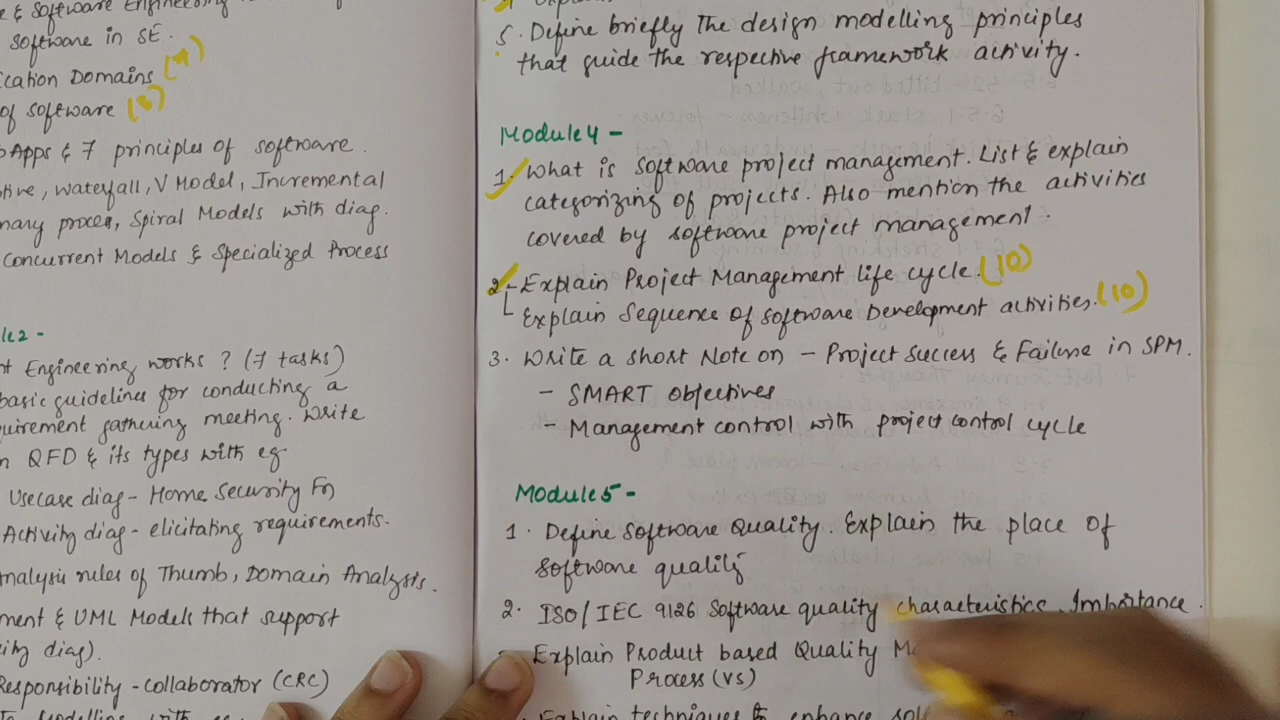 & Software Engineering
software in SE.
ication Domains (4)
of software (8)
Apps & 7 principles of software.
tive, Waterfall, V Model, Incremental
nary process, Spiral Models with diag.
Concurrent Models & Specialized Process
le 2 -
nt Engineering works ? (7 tasks)
basic guidelines for conducting a
quirement gathering meeting. Write
n QFD & its types with eg
Usecase diag - Home Security Fn
Activity diag - elicitating requirements.
nalysis rules of Thumb, Domain Analysis.
ment & UML Models that support
ity diag).
Responsibility - collaborator (CRC)
5. Define briefly the design modelling principles
that guide the respective framework activity.
Module 4 -
1. What is software project management. List & explain
categorizing of projects. Also mention the activities
covered by software project management.
2. Explain Project Management life cycle. (10)
Explain Sequence of software Development activities. (10)
3. Write a short Note on - Project Success & Failure in SPM.
- SMART objectives
- Management control with project control cycle
Module 5 -
1. Define Software Quality. Explain the place of
software quality
2. ISO/IEC 9126 Software quality characteristics. Importance.
Explain Product based Quality
Process (VS)
Explain techniques to enhance